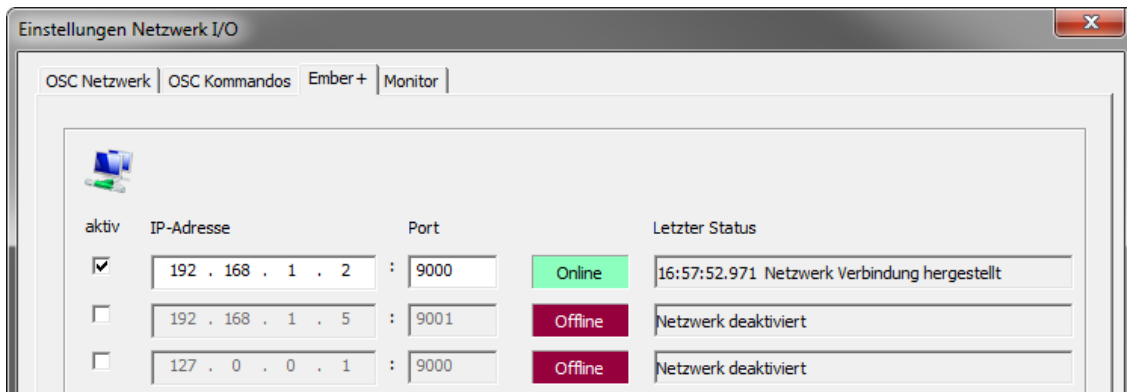 Einstellungen Netzwerk I/O
OSC Netzwerk OSC Kommandos Ember+ Monitor
aktiv IP-Adresse Port Letzter Status
192 . 168 . 1 . 2 : 9000 Online 16:57:52.971 Netzwerk Verbindung hergestellt
192 . 168 . 1 . 5 : 9001 Offline Netzwerk deaktiviert
127 . 0 . 0 . 1 : 9000 Offline Netzwerk deaktiviert